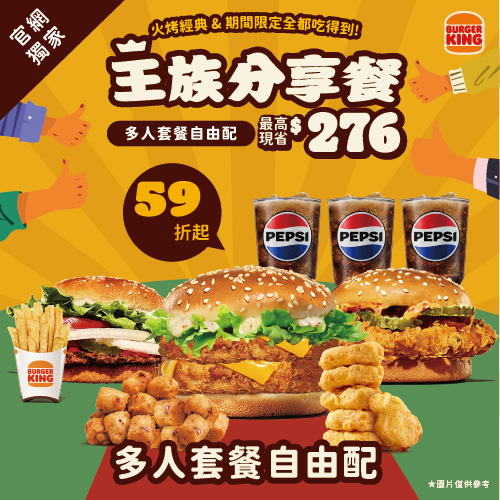 官網
獨家
火烤經典 & 期間限定全都吃得到!
BURGER
KING
王族分享餐
多人套餐自由配
最高
現省
$276
59
折起
PEPSI
PEPSI
PEPSI
BURGER
KING
多人套餐自由配
★圖片僅供參考